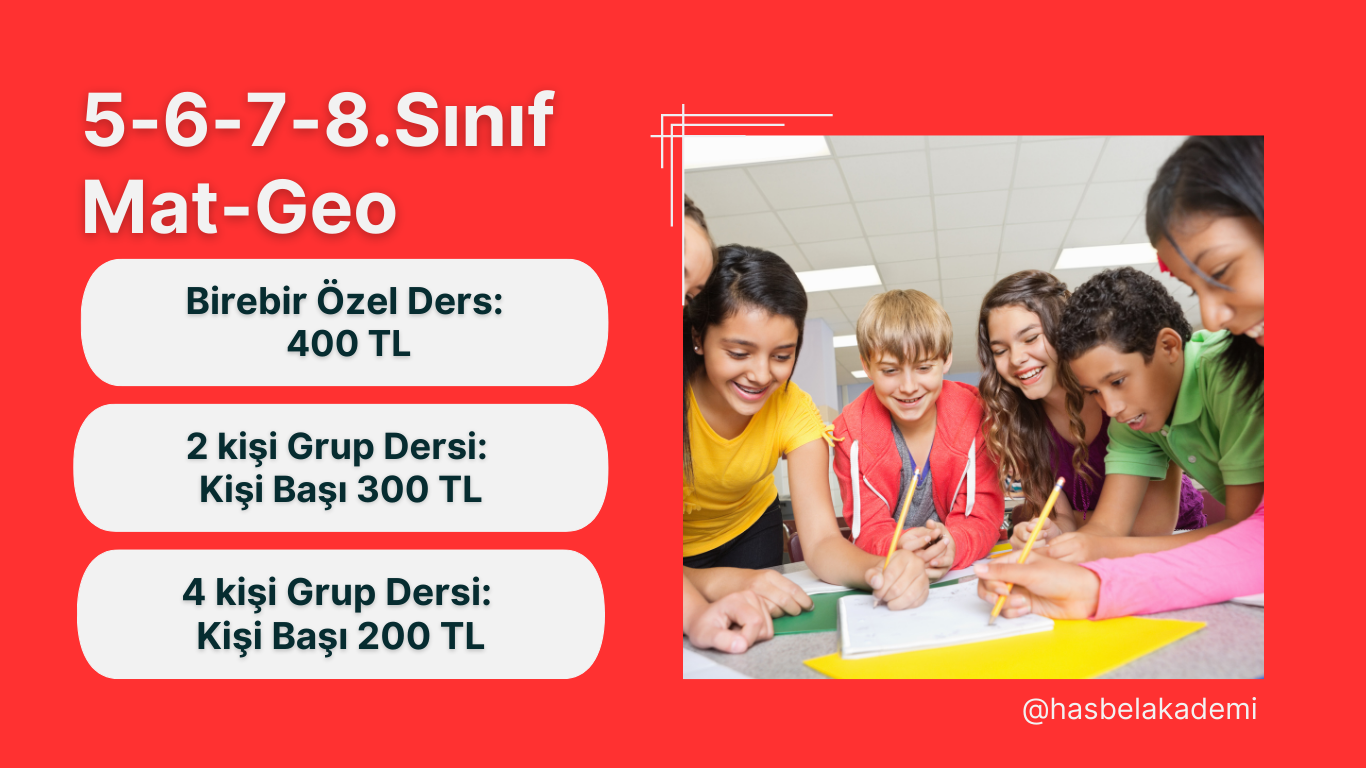 5-6-7-8.Sınıf
Mat-Geo
Birebir Özel Ders:
400 TL
2 kişi Grup Dersi:
Kişi Başı 300 TL
4 kişi Grup Dersi:
Kişi Başı 200 TL
@hasbelakademi